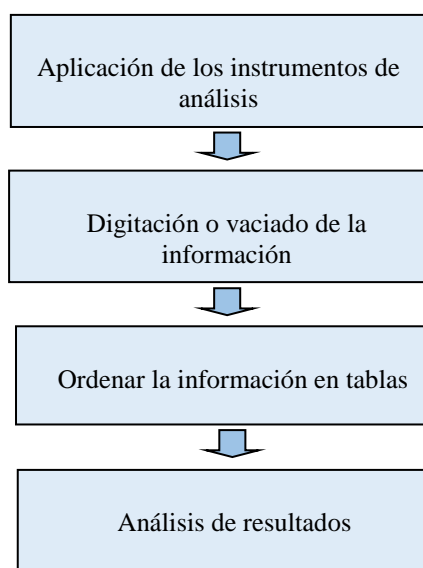 Aplicación de los instrumentos de
análisis
Digitación o vaciado de la
información
Ordenar la información en tablas
Análisis de resultados